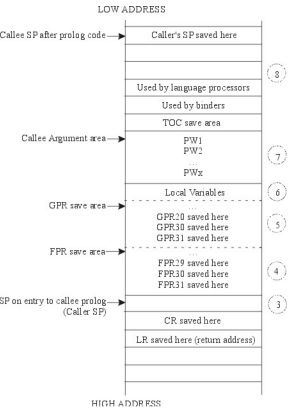 LOW ADDRESS
Callee SP after prolog code
Caller's SP saved here
8
Used by language processors
Used by binders
TOC save area
Callee Argument area
PW1
PW2
...
PWx
7
Local Variables
6
GPR save area
...
GPR20 saved here
GPR30 saved here
GPR31 saved here
5
FPR save area
...
FPR29 saved here
FPR30 saved here
FPR31 saved here
4
SP on entry to callee prolog
(Caller SP)
3
CR saved here
LR saved here (return address)
HIGH ADDRESS